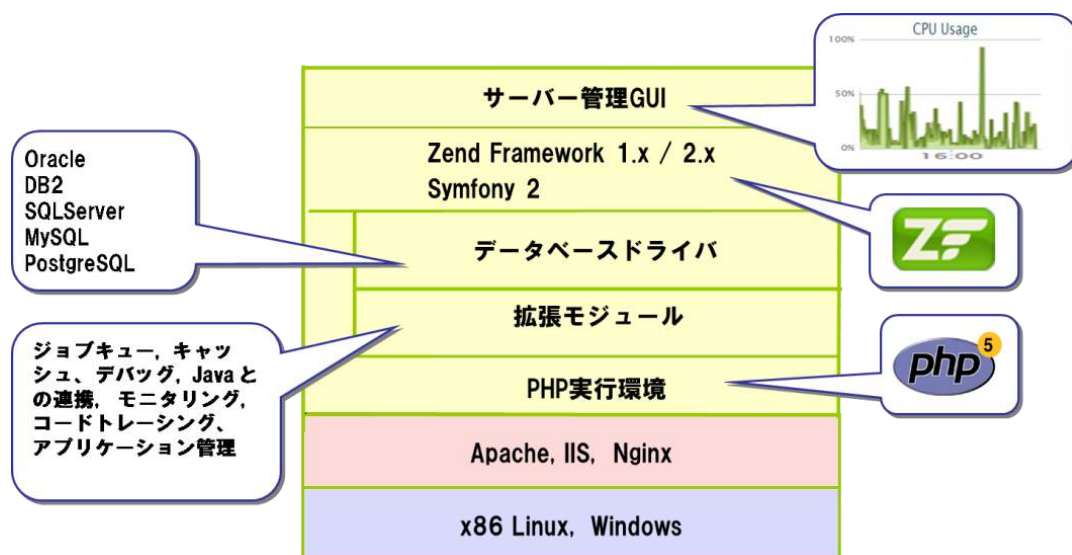 CPU Usage
100%
50%
0%
16:00
サーバー管理GUI
Zend Framework 1.x / 2.x
Symfony 2
Oracle
DB2
SQLServer
MySQL
PostgreSQL
ZF
データベースドライバ
拡張モジュール
ジョブキュー, キャッ
シュ、デバッグ, Javaと
の連携, モニタリング,
コードトレーシング、
アプリケーション管理
php 5
PHP実行環境
Apache, IIS, Nginx
x86 Linux, Windows